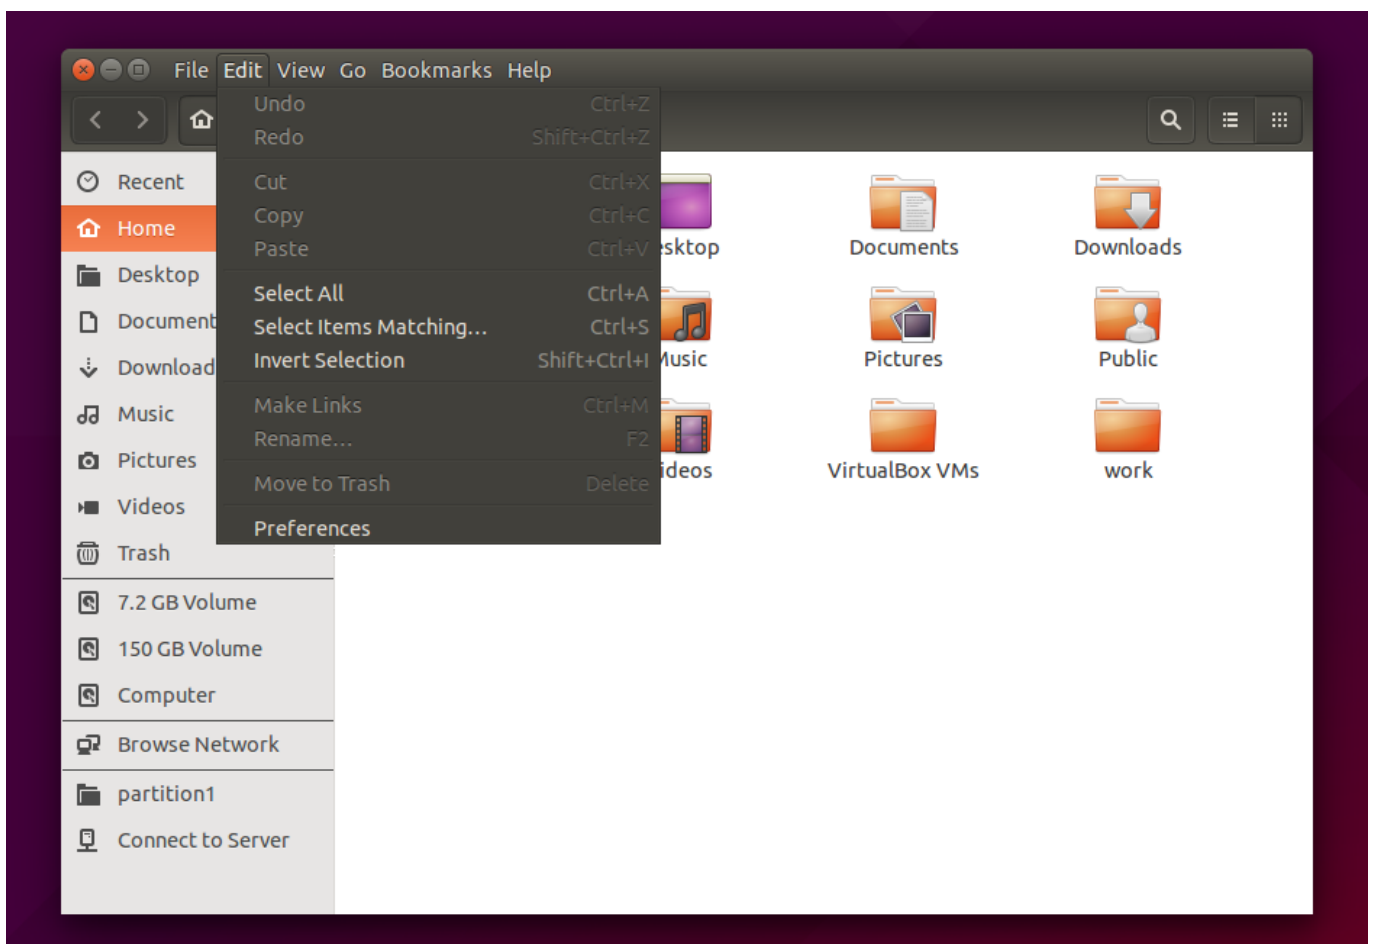 File Edit View Go Bookmarks Help
Undo Ctrl+Z
Redo Shift+Ctrl+Z
Cut Ctrl+X
Copy Ctrl+C
Paste Ctrl+V
Select All Ctrl+A
Select Items Matching... Ctrl+S
Invert Selection Shift+Ctrl+I
Make Links Ctrl+M
Rename... F2
Move to Trash Delete
Preferences
Recent
Home
Desktop
Document
Download
Music
Pictures
Videos
Trash
7.2 GB Volume
150 GB Volume
Computer
Browse Network
partition1
Connect to Server
sktop Documents Downloads
Music Pictures Public
ideos VirtualBox VMs work